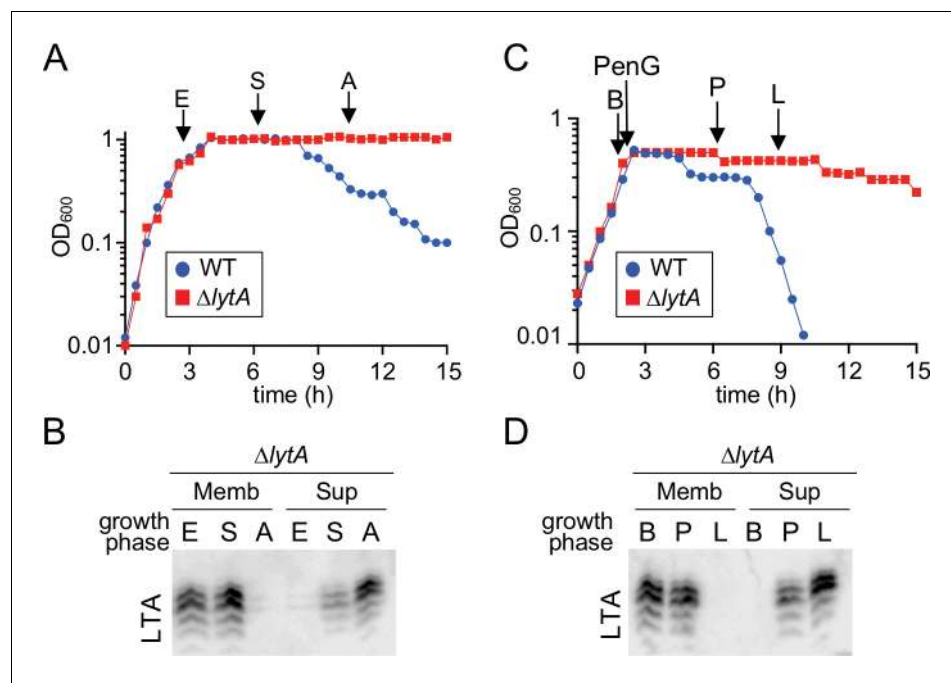 A
E
S
A
1
0.1
0.01
OD600
WT
ΔlytA
0 3 6 9 12 15
time (h)
C
PenG
B
P
L
1
0.1
0.01
OD600
WT
ΔlytA
0 3 6 9 12 15
time (h)
B
ΔlytA
Memb Sup
growth phase
E S A E S A
LTA
D
ΔlytA
Memb Sup
growth phase
B P L B P L
LTA